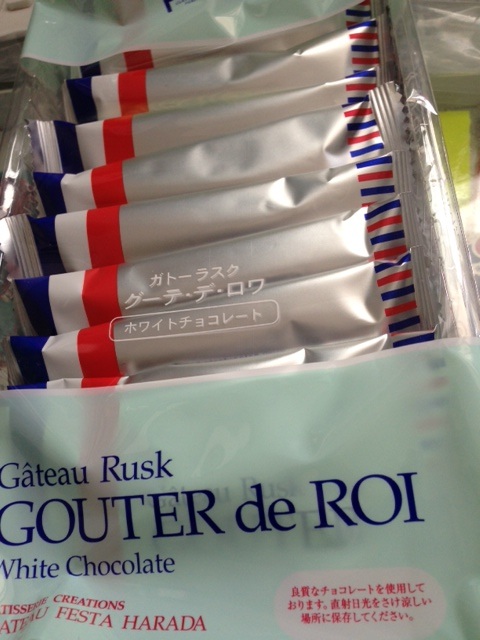 ガトーラスク
グーテ・デ・ロワ
ホワイトチョコレート
Gâteau Rusk
GOUTER de ROI
White Chocolate
CREATIONS
FESTA HARADA
良質なチョコレートを使用して
おります。直射日光をさけ涼しい
場所に保存してください。